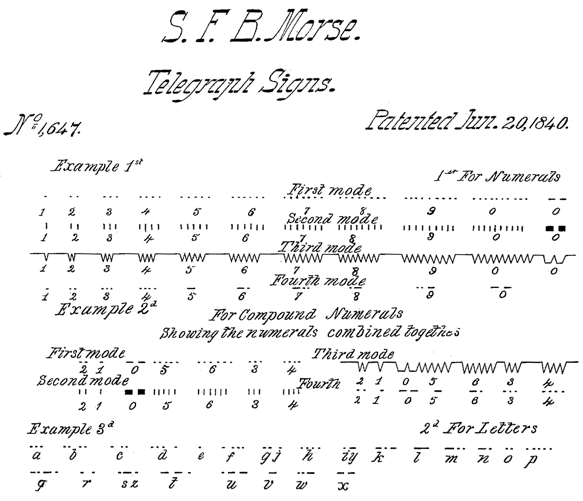 S. F. B. Morse.
Telegraph Signs.
No 1,647. Patented Jun. 20, 1840.
Example 1st 1st For Numerals
First mode
1 2 3 4 5 6 7 8 9 0 0
Second mode
1 2 3 4 5 6 7 8 9 0 0
Third mode
1 2 3 4 5 6 7 8 9 0 0
Fourth mode
1 2 3 4 5 6 7 8 9 0
Example 2d For Compound Numerals
Showing the numerals combined together
First mode Third mode
2 1 0 5 6 3 4 2 1 0 5 6 3 4
Second mode Fourth
2 1 0 5 6 3 4 2 1 0 5 6 3 4
Example 3d 2d For Letters
a b c d e f gj h iy k l m n o p
q r sz t u v w x